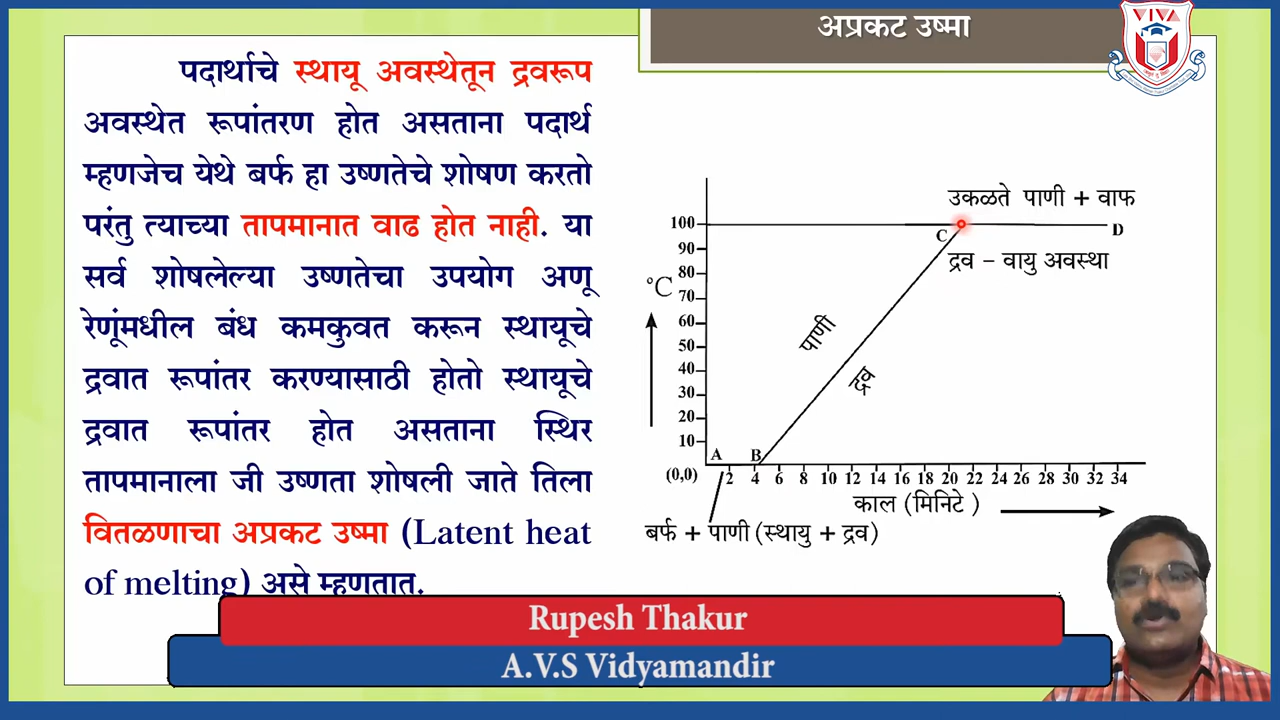 अप्रकट उष्मा
VIVA
पदार्थाचे स्थायू अवस्थेतून द्रवरूप
अवस्थेत रूपांतरण होत असताना पदार्थ
म्हणजेच येथे बर्फ हा उष्णतेचे शोषण करतो
परंतु त्याच्या तापमानात वाढ होत नाही. या
सर्व शोषलेल्या उष्णतेचा उपयोग अणू
रेणूंमधील बंध कमकुवत करून स्थायूचे
द्रवात रूपांतर करण्यासाठी होतो स्थायूचे
द्रवात रूपांतर होत असताना स्थिर
तापमानाला जी उष्णता शोषली जाते तिला
वितळणाचा अप्रकट उष्मा (Latent heat
of melting) असे म्हणतात.
उकळते पाणी + वाफ
100
C
D
90
द्रव – वायु अवस्था
80
°C
70
60
पाणी
50
40
द्रव
30
20
10
A
B
(0,0)
2 4 6 8 10 12 14 16 18 20 22 24 26 28 30 32 34
काल (मिनिटे )
बर्फ + पाणी (स्थायु + द्रव)
Rupesh Thakur
A.V.S Vidyamandir